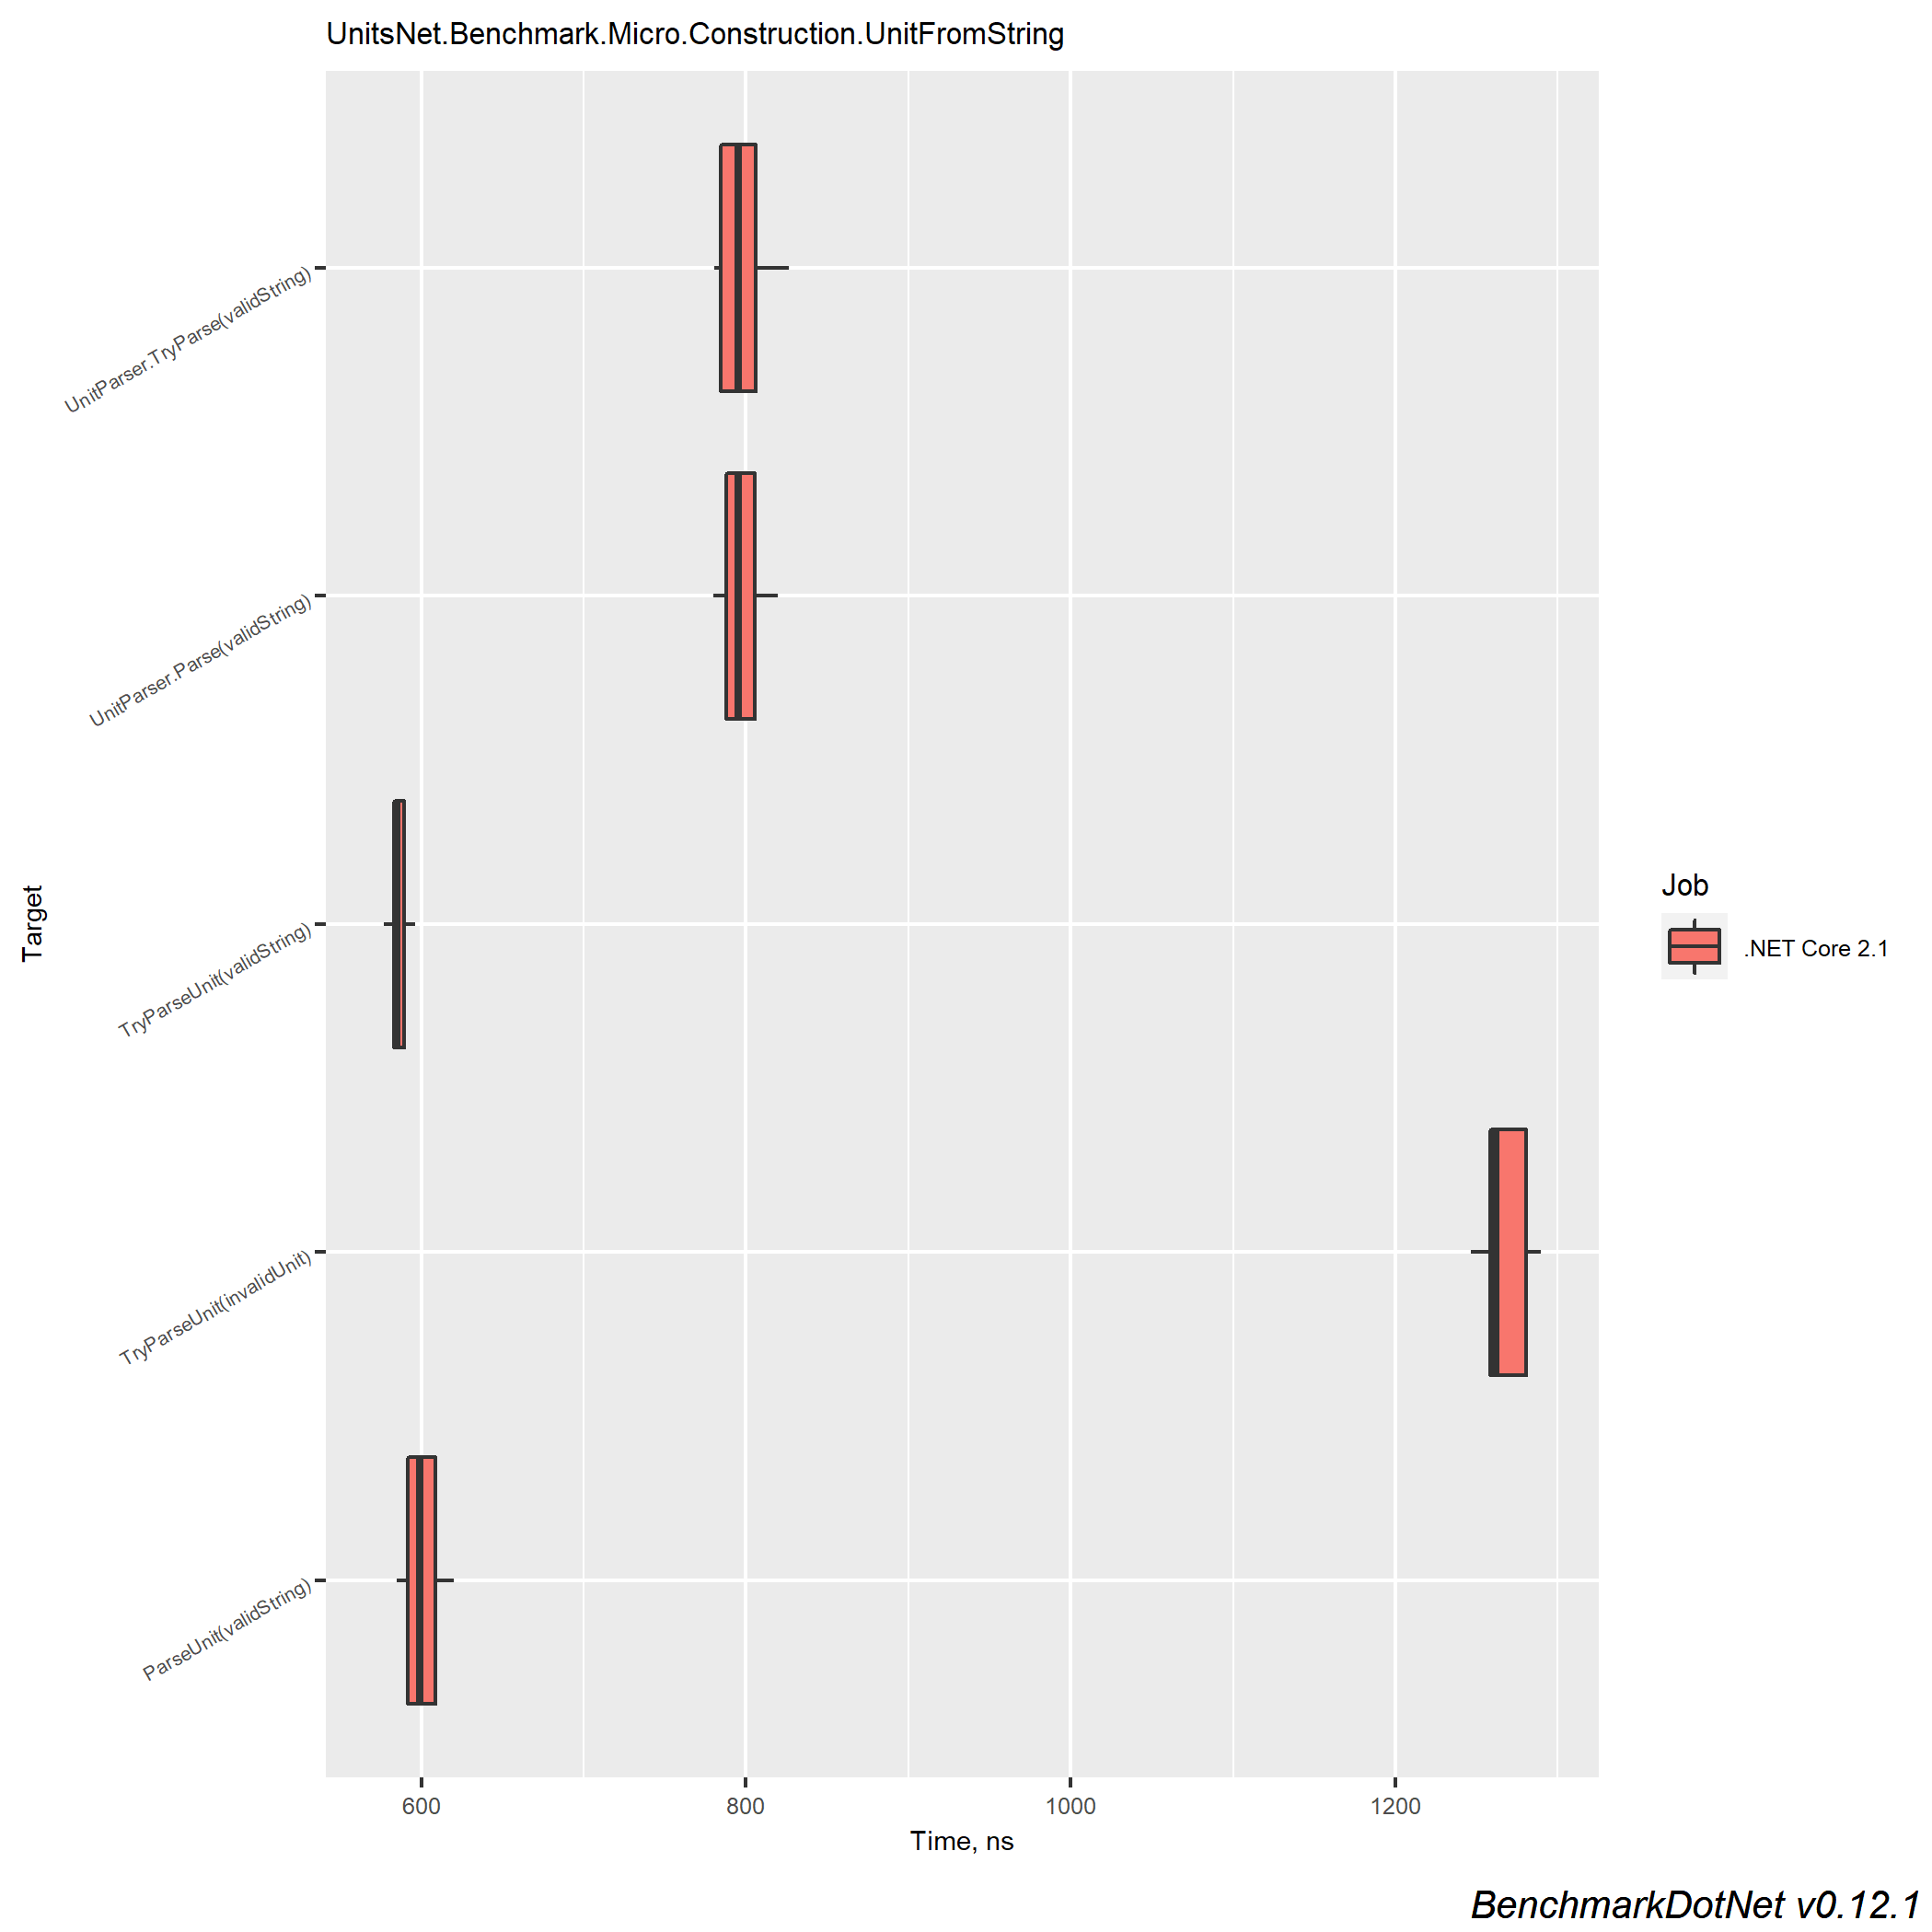 UnitsNet.Benchmark.Micro.Construction.UnitFromString
UnitParser.TryParse(validString)
UnitParser.Parse(validString)
TryParseUnit(validString)
TryParseUnit(invalidUnit)
ParseUnit(validString)
Target
600 800 1000 1200
Time, ns
Job
.NET Core 2.1
BenchmarkDotNet v0.12.1